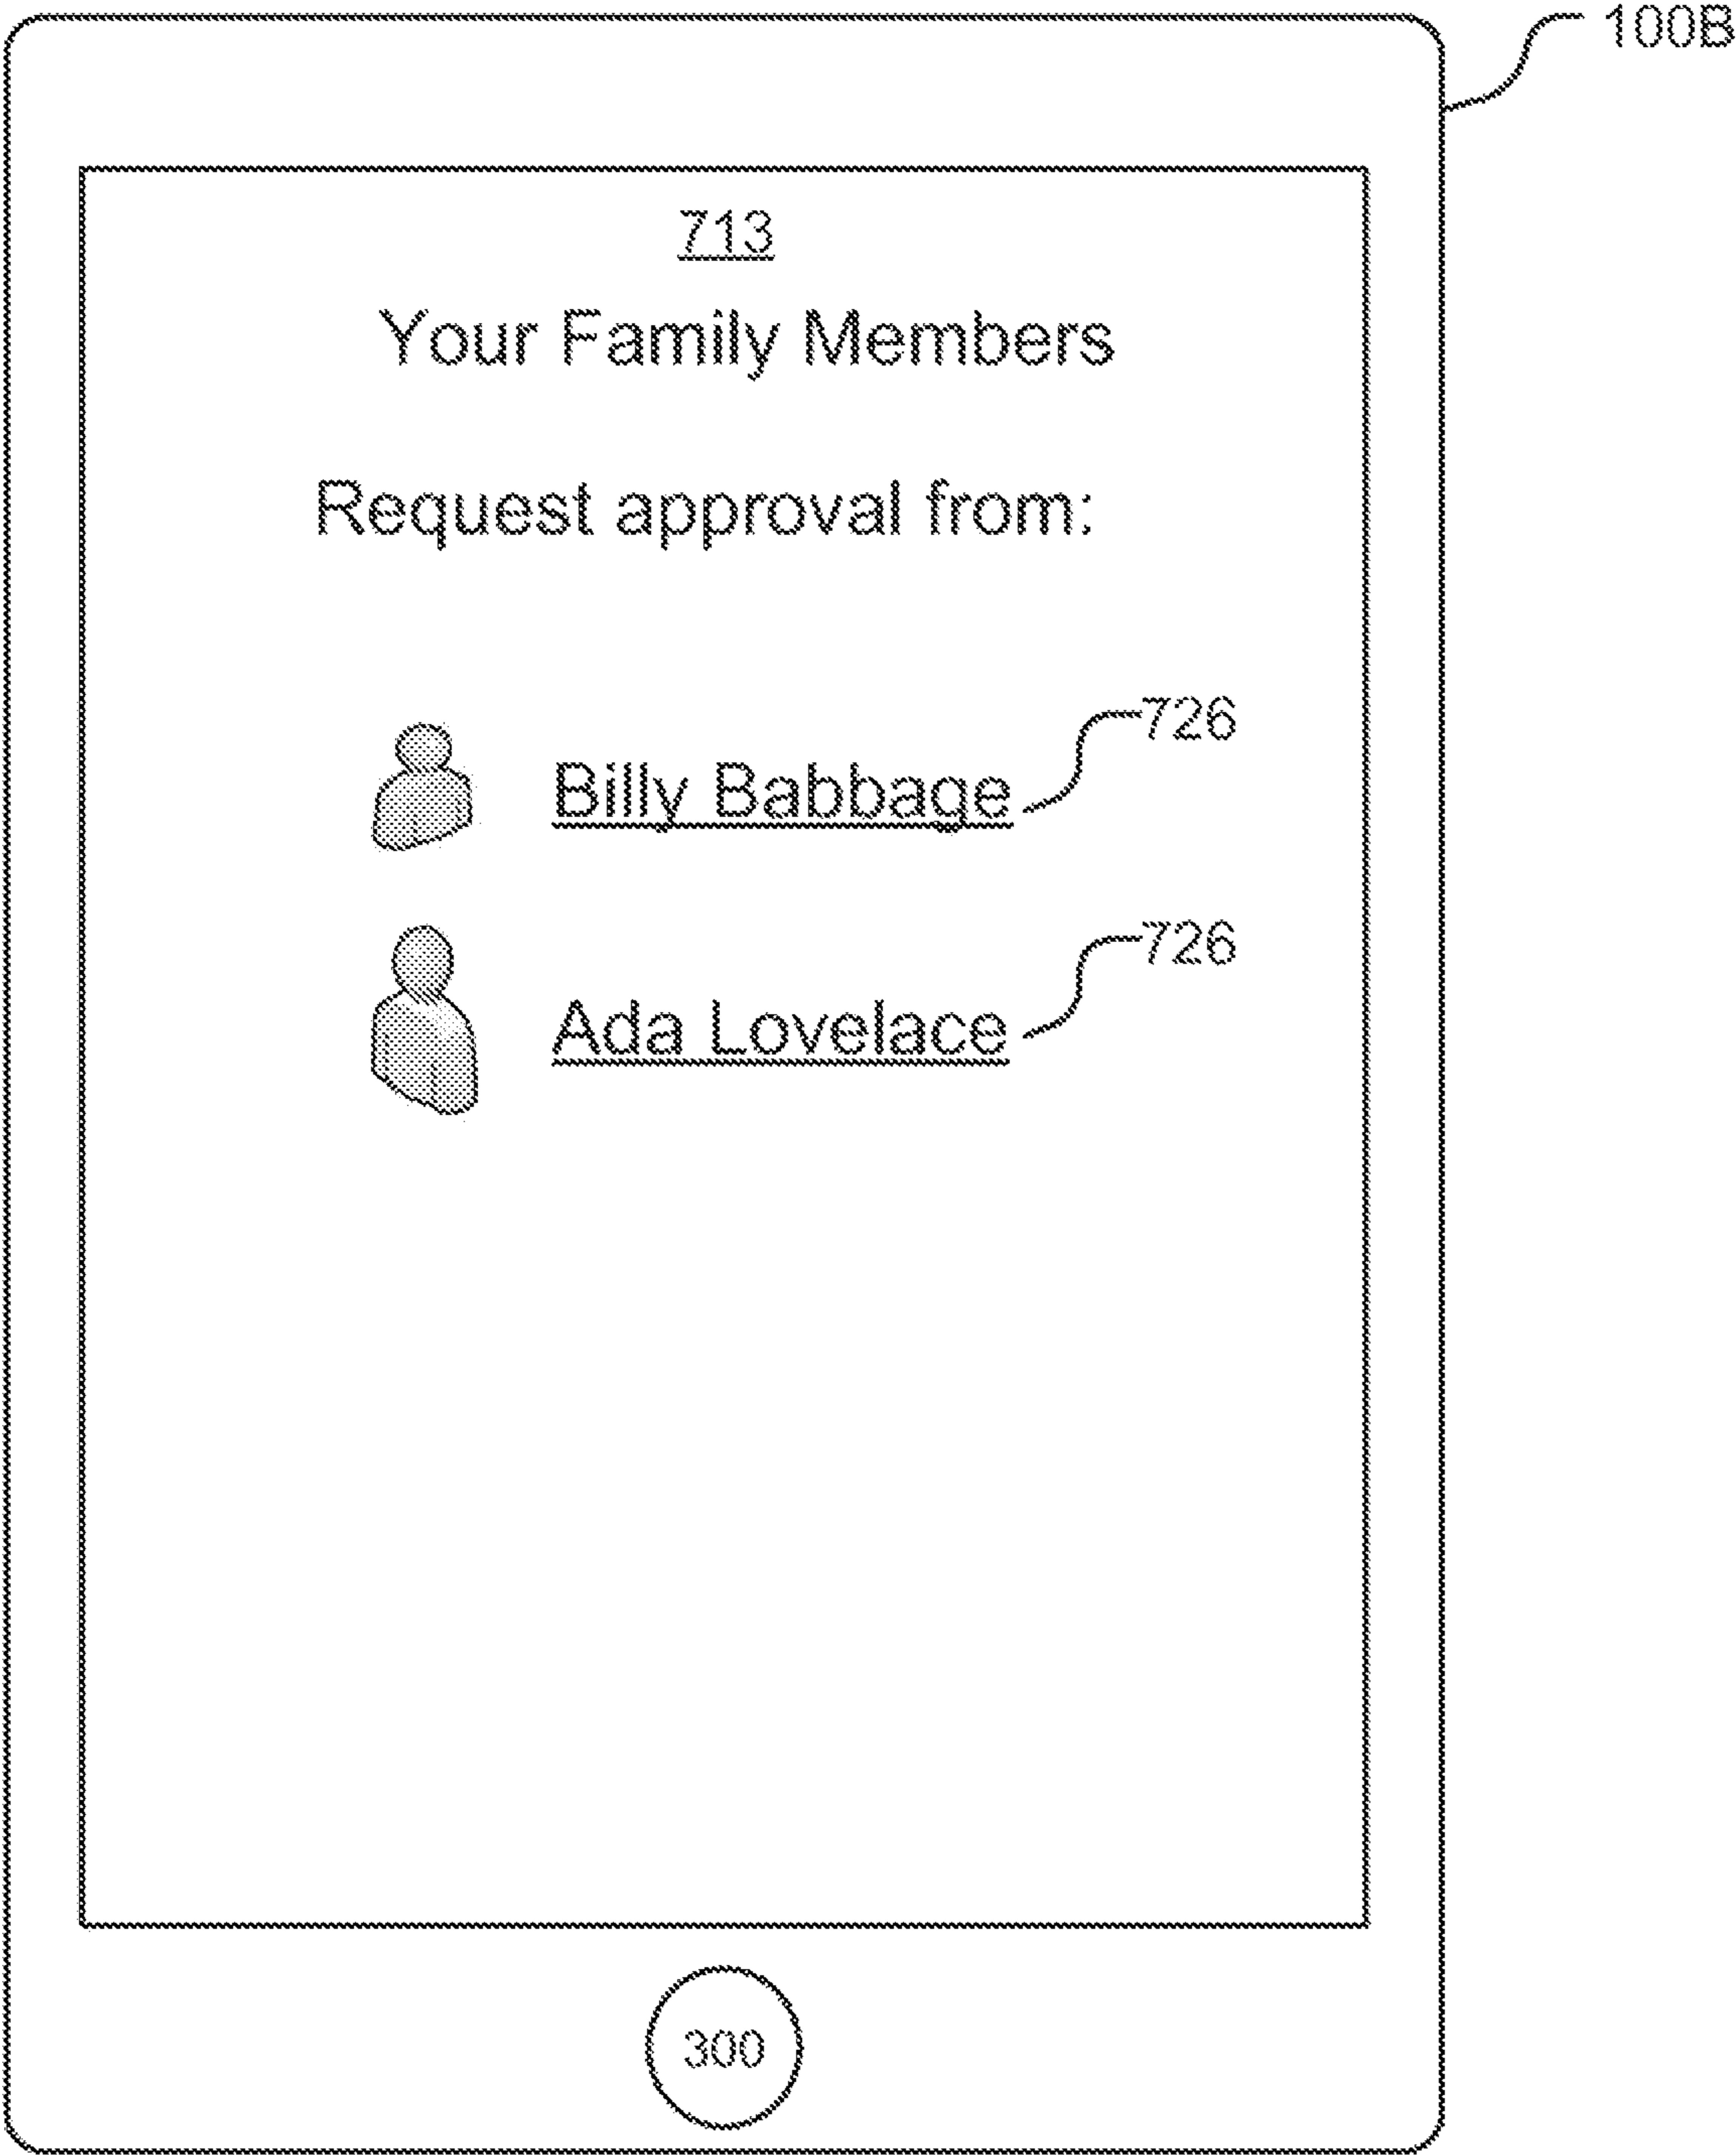 100B
713
Your Family Members
Request approval from:
726
Billy Babbage
726
Ada Lovelace
300